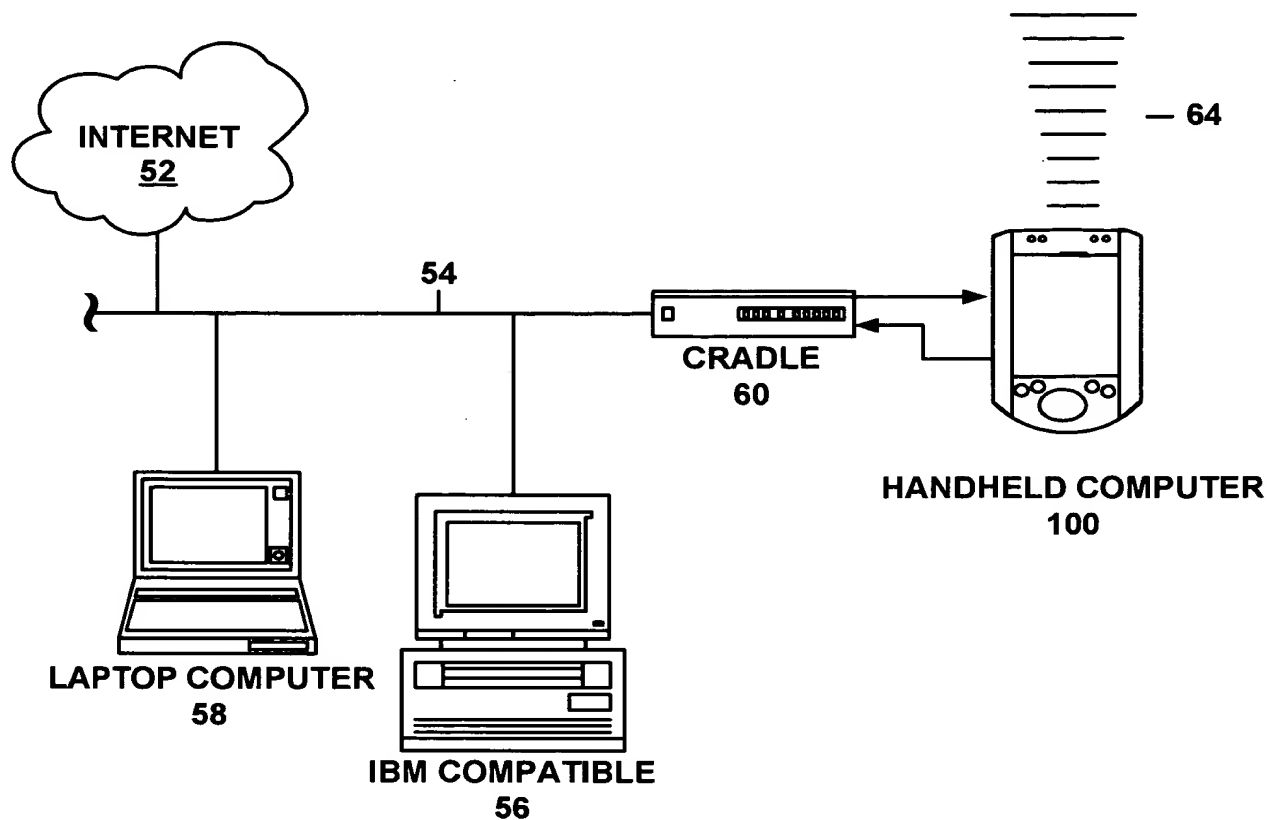 INTERNET
52
64
54
CRADLE
60
HANDHELD COMPUTER
100
LAPTOP COMPUTER
58
IBM COMPATIBLE
56